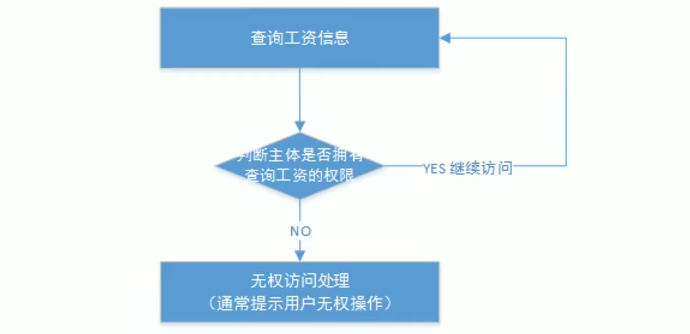 查询工资信息
判断主体是否拥有
查询工资的权限
YES 继续访问
NO
无权访问处理
（通常提示用户无权操作）